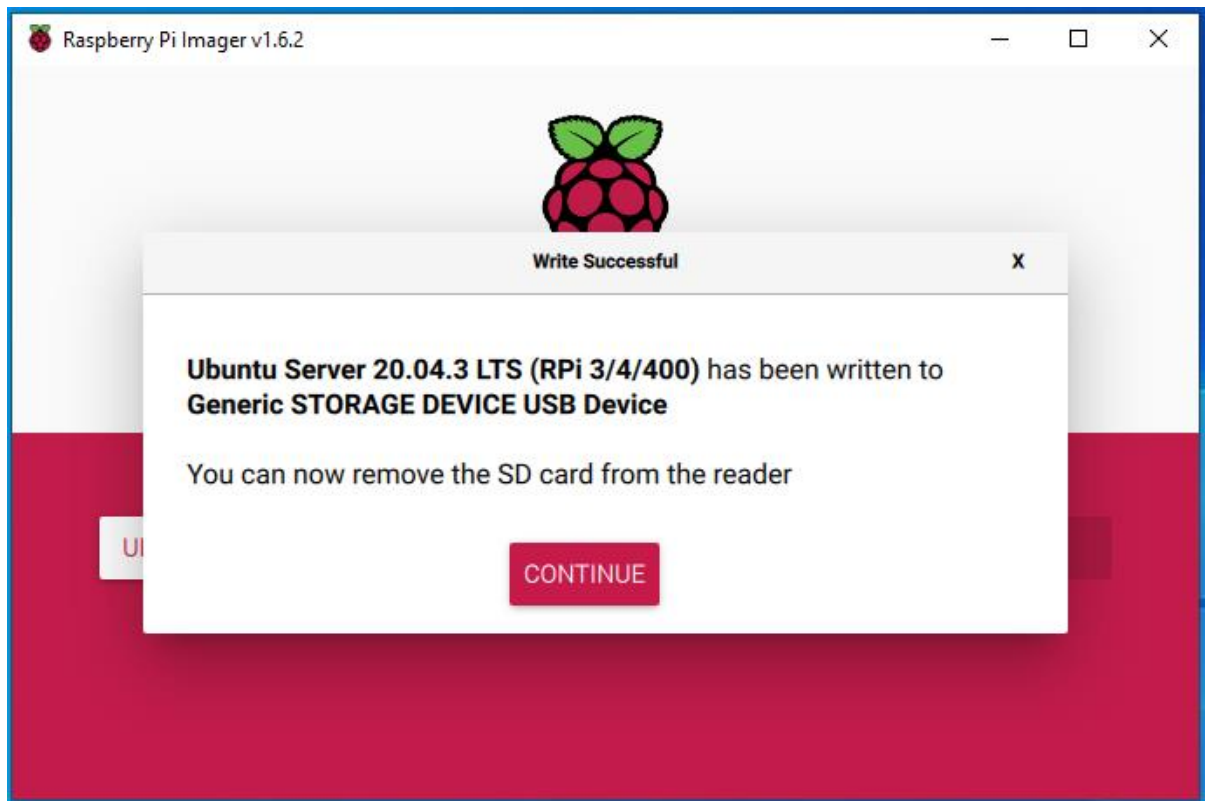 Raspberry Pi Imager v1.6.2
Write Successful X
Ubuntu Server 20.04.3 LTS (RPi 3/4/400) has been written to
Generic STORAGE DEVICE USB Device
You can now remove the SD card from the reader
CONTINUE